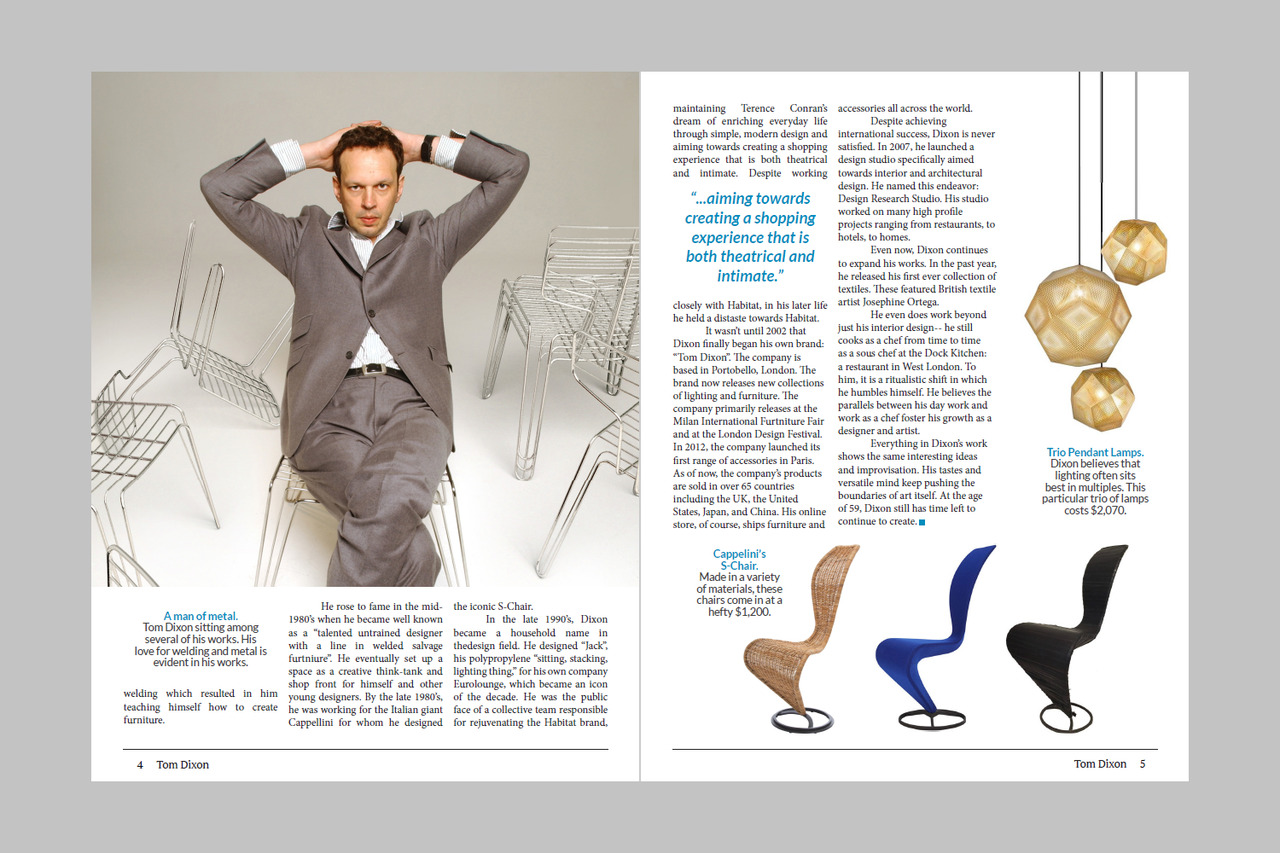 A man of metal.
Tom Dixon sitting among
several of his works. His
love for welding and metal is
evident in his works.
welding which resulted in him
teaching himself how to create
furniture.
He rose to fame in the mid-
1980's when he became well known
as a “talented untrained designer
with a line in welded salvage
furtniure”. He eventually set up a
space as a creative think-tank and
shop front for himself and other
young designers. By the late 1980's,
he was working for the Italian giant
Cappellini for whom he designed
the iconic S-Chair.
In the late 1990's, Dixon
became a household name in
thedesign field. He designed “Jack”,
his polypropylene “sitting, stacking,
lighting thing,” for his own company
Eurolounge, which became an icon
of the decade. He was the public
face of a collective team responsible
for rejuvenating the Habitat brand,
4 Tom Dixon
maintaining Terence Conran's
dream of enriching everyday life
through simple, modern design and
aiming towards creating a shopping
experience that is both theatrical
and intimate. Despite working
“...aiming towards
creating a shopping
experience that is
both theatrical and
intimate.”
closely with Habitat, in his later life
he held a distaste towards Habitat.
It wasn't until 2002 that
Dixon finally began his own brand:
“Tom Dixon”. The company is
based in Portobello, London. The
brand now releases new collections
of lighting and furniture. The
company primarily releases at the
Milan International Furtniture Fair
and at the London Design Festival.
In 2012, the company launched its
first range of accessories in Paris.
As of now, the company's products
are sold in over 65 countries
including the UK, the United
States, Japan, and China. His online
store, of course, ships furniture and
accessories all across the world.
Despite achieving
international success, Dixon is never
satisfied. In 2007, he launched a
design studio specifically aimed
towards interior and architectural
design. He named this endeavor:
Design Research Studio. His studio
worked on many high profile
projects ranging from restaurants, to
hotels, to homes.
Even now, Dixon continues
to expand his works. In the past year,
he released his first ever collection of
textiles. These featured British textile
artist Josephine Ortega.
He even does work beyond
just his interior design-- he still
cooks as a chef from time to time
as a sous chef at the Dock Kitchen:
a restaurant in West London. To
him, it is a ritualistic shift in which
he humbles himself. He believes the
parallels between his day work and
work as a chef foster his growth as a
designer and artist.
Everything in Dixon's work
shows the same interesting ideas
and improvisation. His tastes and
versatile mind keep pushing the
boundaries of art itself. At the age
of 59, Dixon still has time left to
continue to create.
Trio Pendant Lamps.
Dixon believes that
lighting often sits
best in multiples. This
particular trio of lamps
costs $2,070.
Cappelini's
S-Chair.
Made in a variety
of materials, these
chairs come in at a
hefty $1,200.
Tom Dixon 5